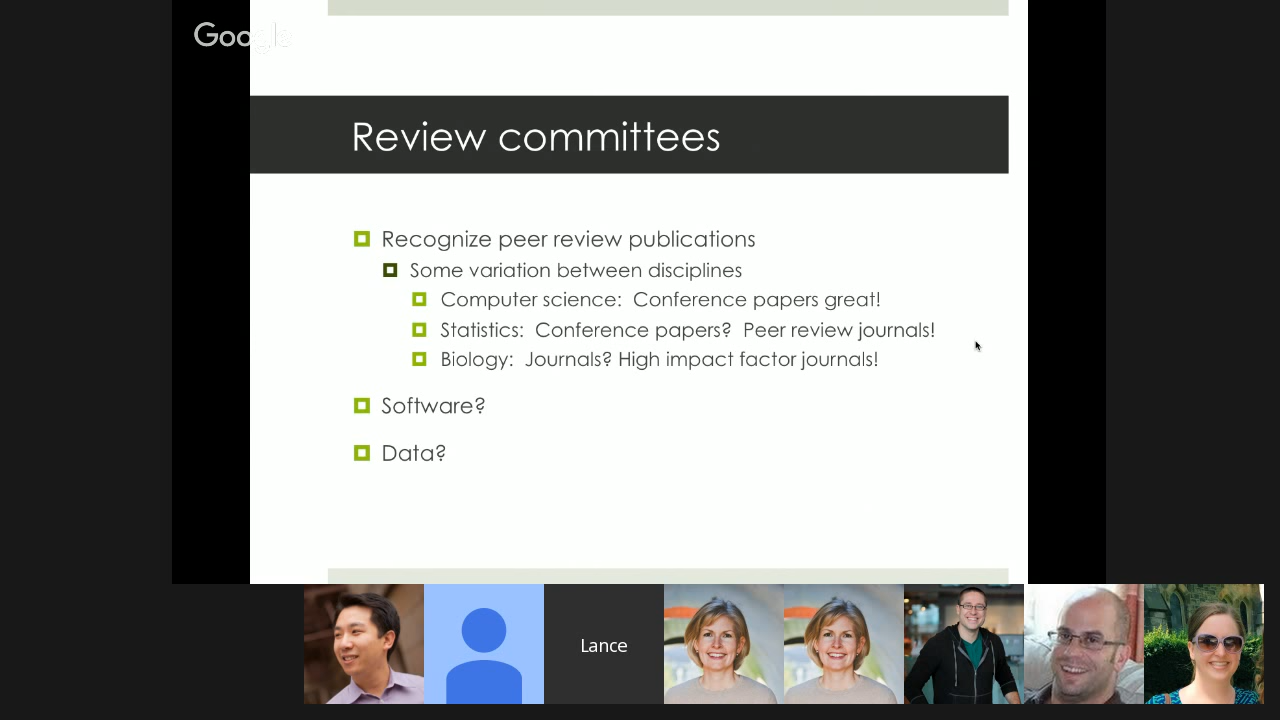 Google
Review committees
Recognize peer review publications
Some variation between disciplines
Computer science:  Conference papers great!
Statistics:  Conference papers?  Peer review journals!
Biology:  Journals? High impact factor journals!
Software?
Data?
Lance